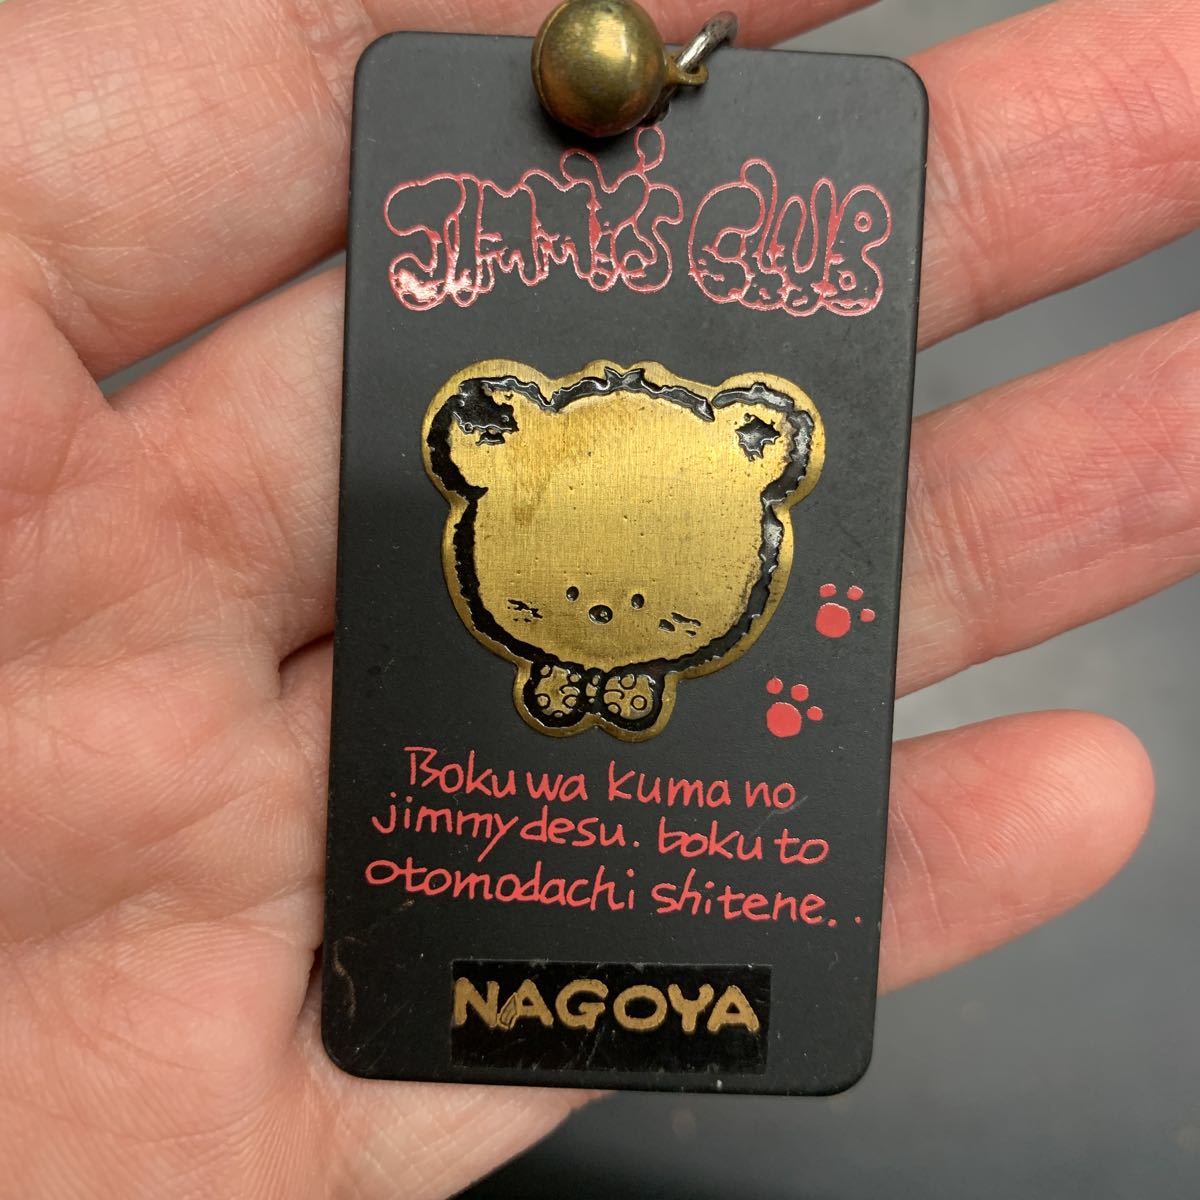 JIMMY'S CLUB
Boku wa kuma no
jimmy desu. boku to
otomodachi shitene..
NAGOYA